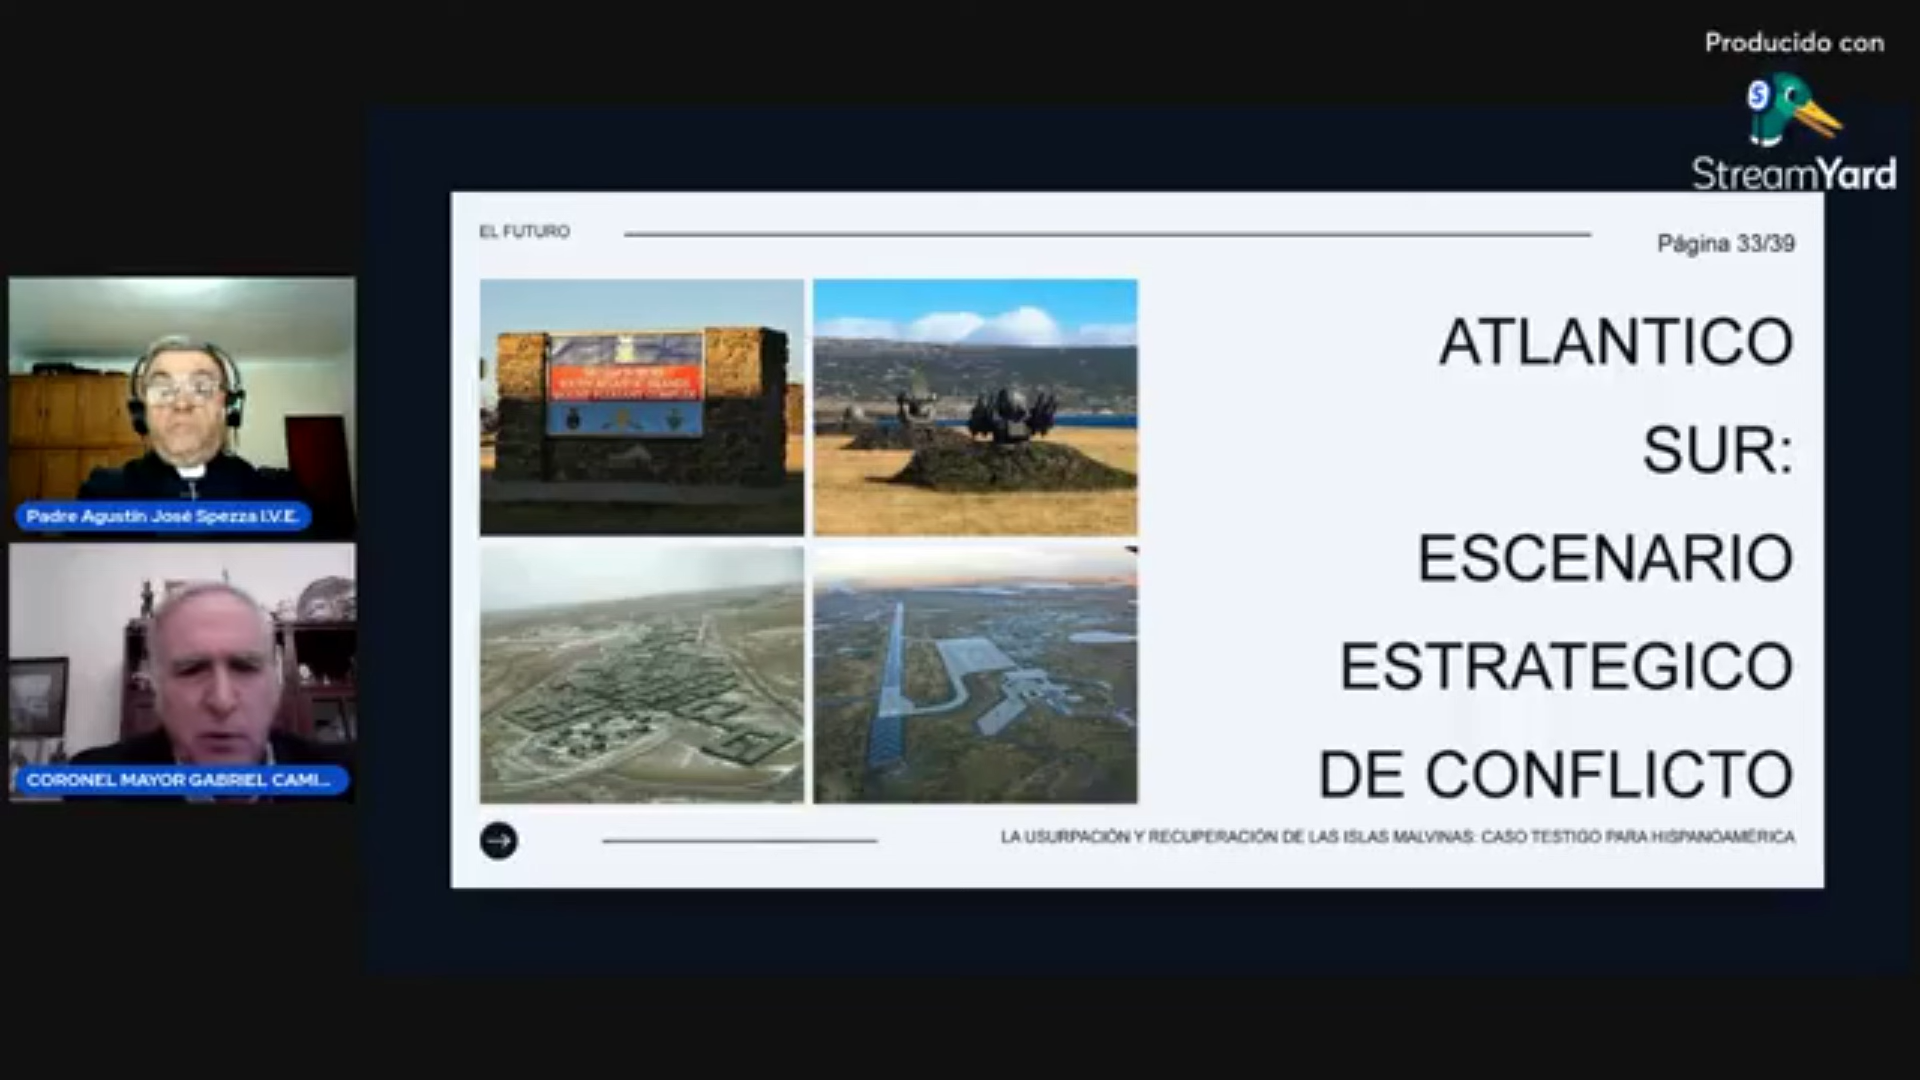 Producido con
StreamYard
EL FUTURO
Página 33/39
ATLANTICO
SUR:
ESCENARIO
ESTRATEGICO
DE CONFLICTO
LA USURPACIÓN Y RECUPERACIÓN DE LAS ISLAS MALVINAS: CASO TESTIGO PARA HISPANOAMÉRICA
Padre Agustín José Spezza I.V.E.
CORONEL MAYOR GABRIEL CAMI...